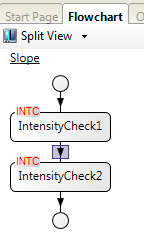 Start Page Flowchart
Split View
Slope
INTC
IntensityCheck1
INTC
IntensityCheck2